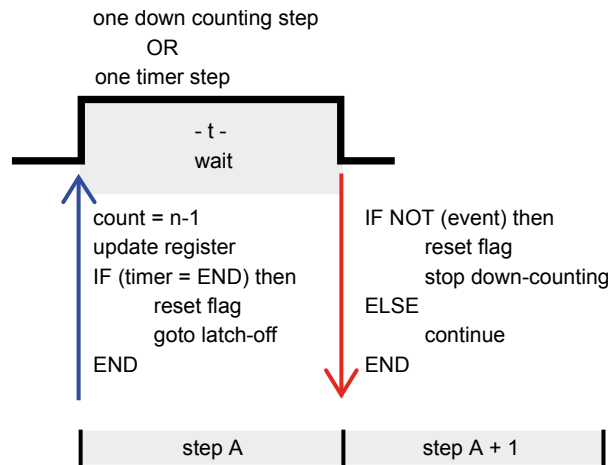 one down counting step
OR
one timer step
- t -
wait
count = n-1
update register
IF (timer = END) then
reset flag
goto latch-off
END
IF NOT (event) then
reset flag
stop down-counting
ELSE
continue
END
step A
step A + 1